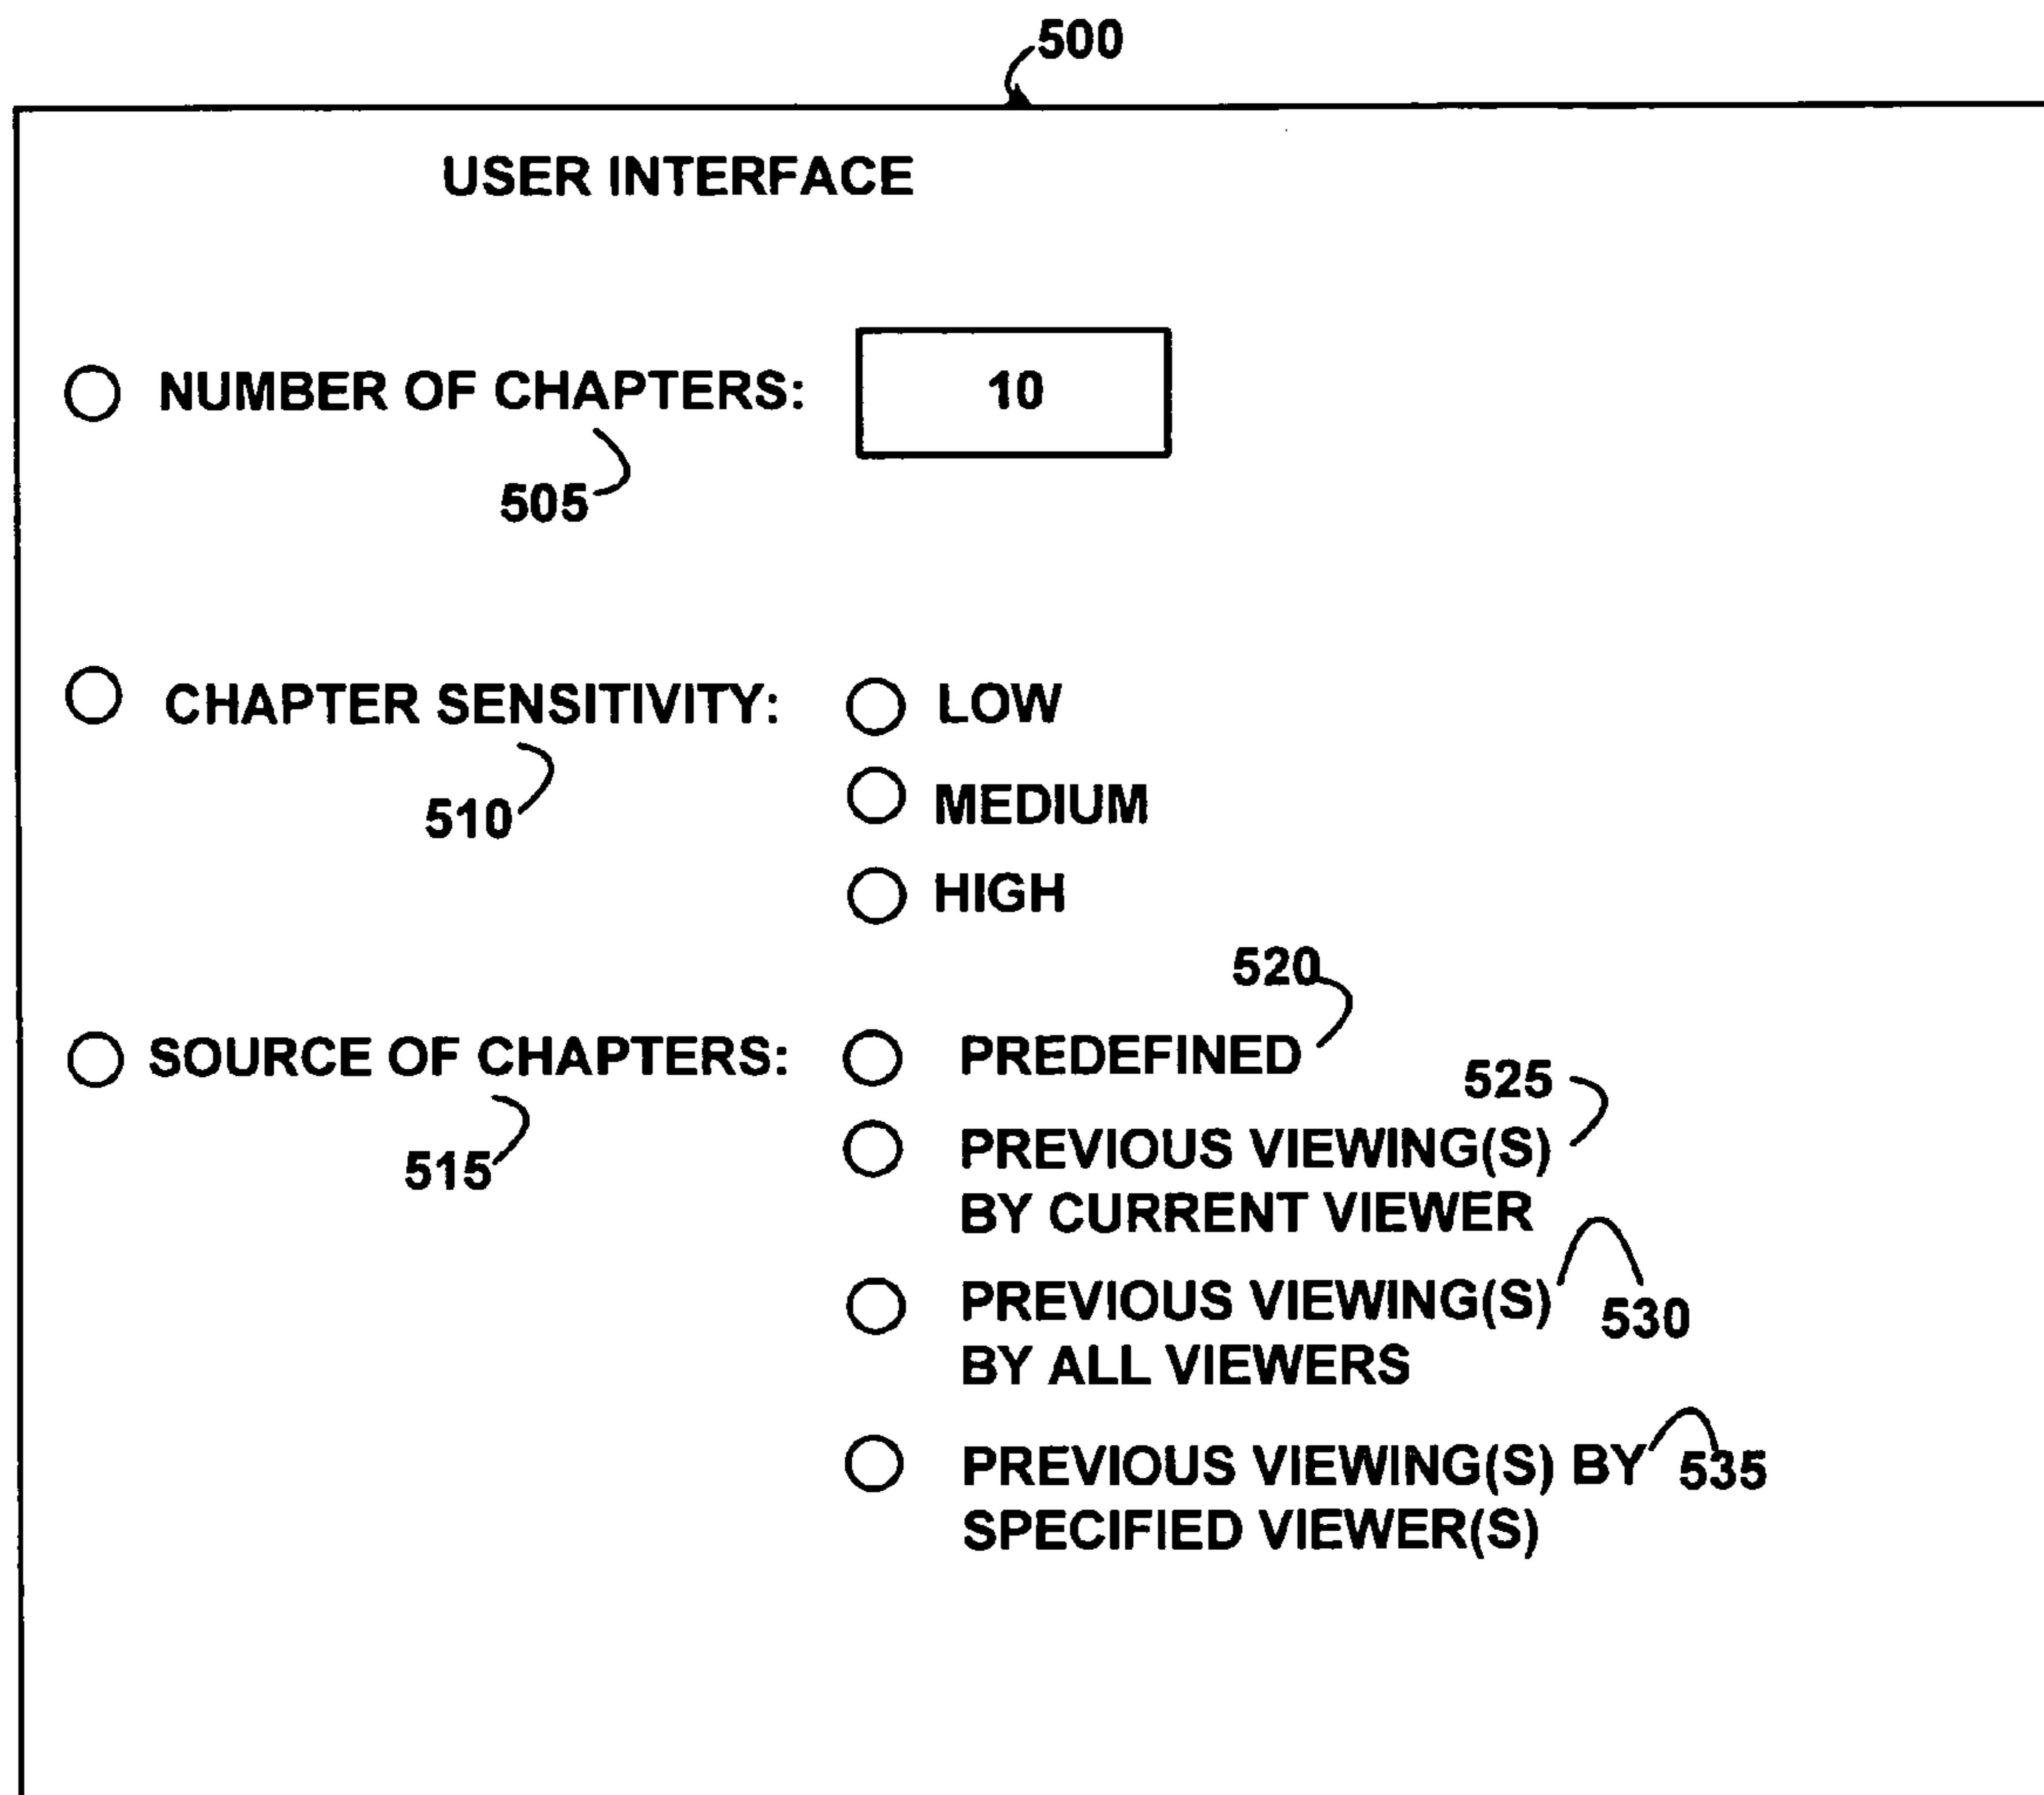 500
USER INTERFACE
NUMBER OF CHAPTERS: 10
505
CHAPTER SENSITIVITY: LOW
510
MEDIUM
HIGH
520
SOURCE OF CHAPTERS: PREDEFINED
515
525
PREVIOUS VIEWING(S)
BY CURRENT VIEWER
PREVIOUS VIEWING(S)
530
BY ALL VIEWERS
PREVIOUS VIEWING(S) BY 535
SPECIFIED VIEWER(S)